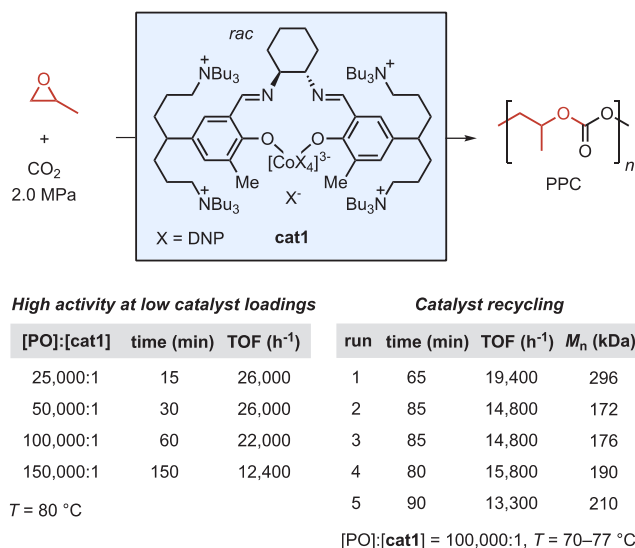 rac
O
+
CO2
2.0 MPa
+
NBu3
+
NBu3
N N
O O
[CoX4]3-
Me Me
X-
+
NBu3
+
NBu3
X = DNP
cat1
O O
O
n
PPC
High activity at low catalyst loadings
[PO]:[cat1] time (min) TOF (h-1)
25,000:1 15 26,000
50,000:1 30 26,000
100,000:1 60 22,000
150,000:1 150 12,400
T = 80 °C
Catalyst recycling
run time (min) TOF (h-1) Mn (kDa)
1 65 19,400 296
2 85 14,800 172
3 85 14,800 176
4 80 15,800 190
5 90 13,300 210
[PO]:[cat1] = 100,000:1, T = 70–77 °C